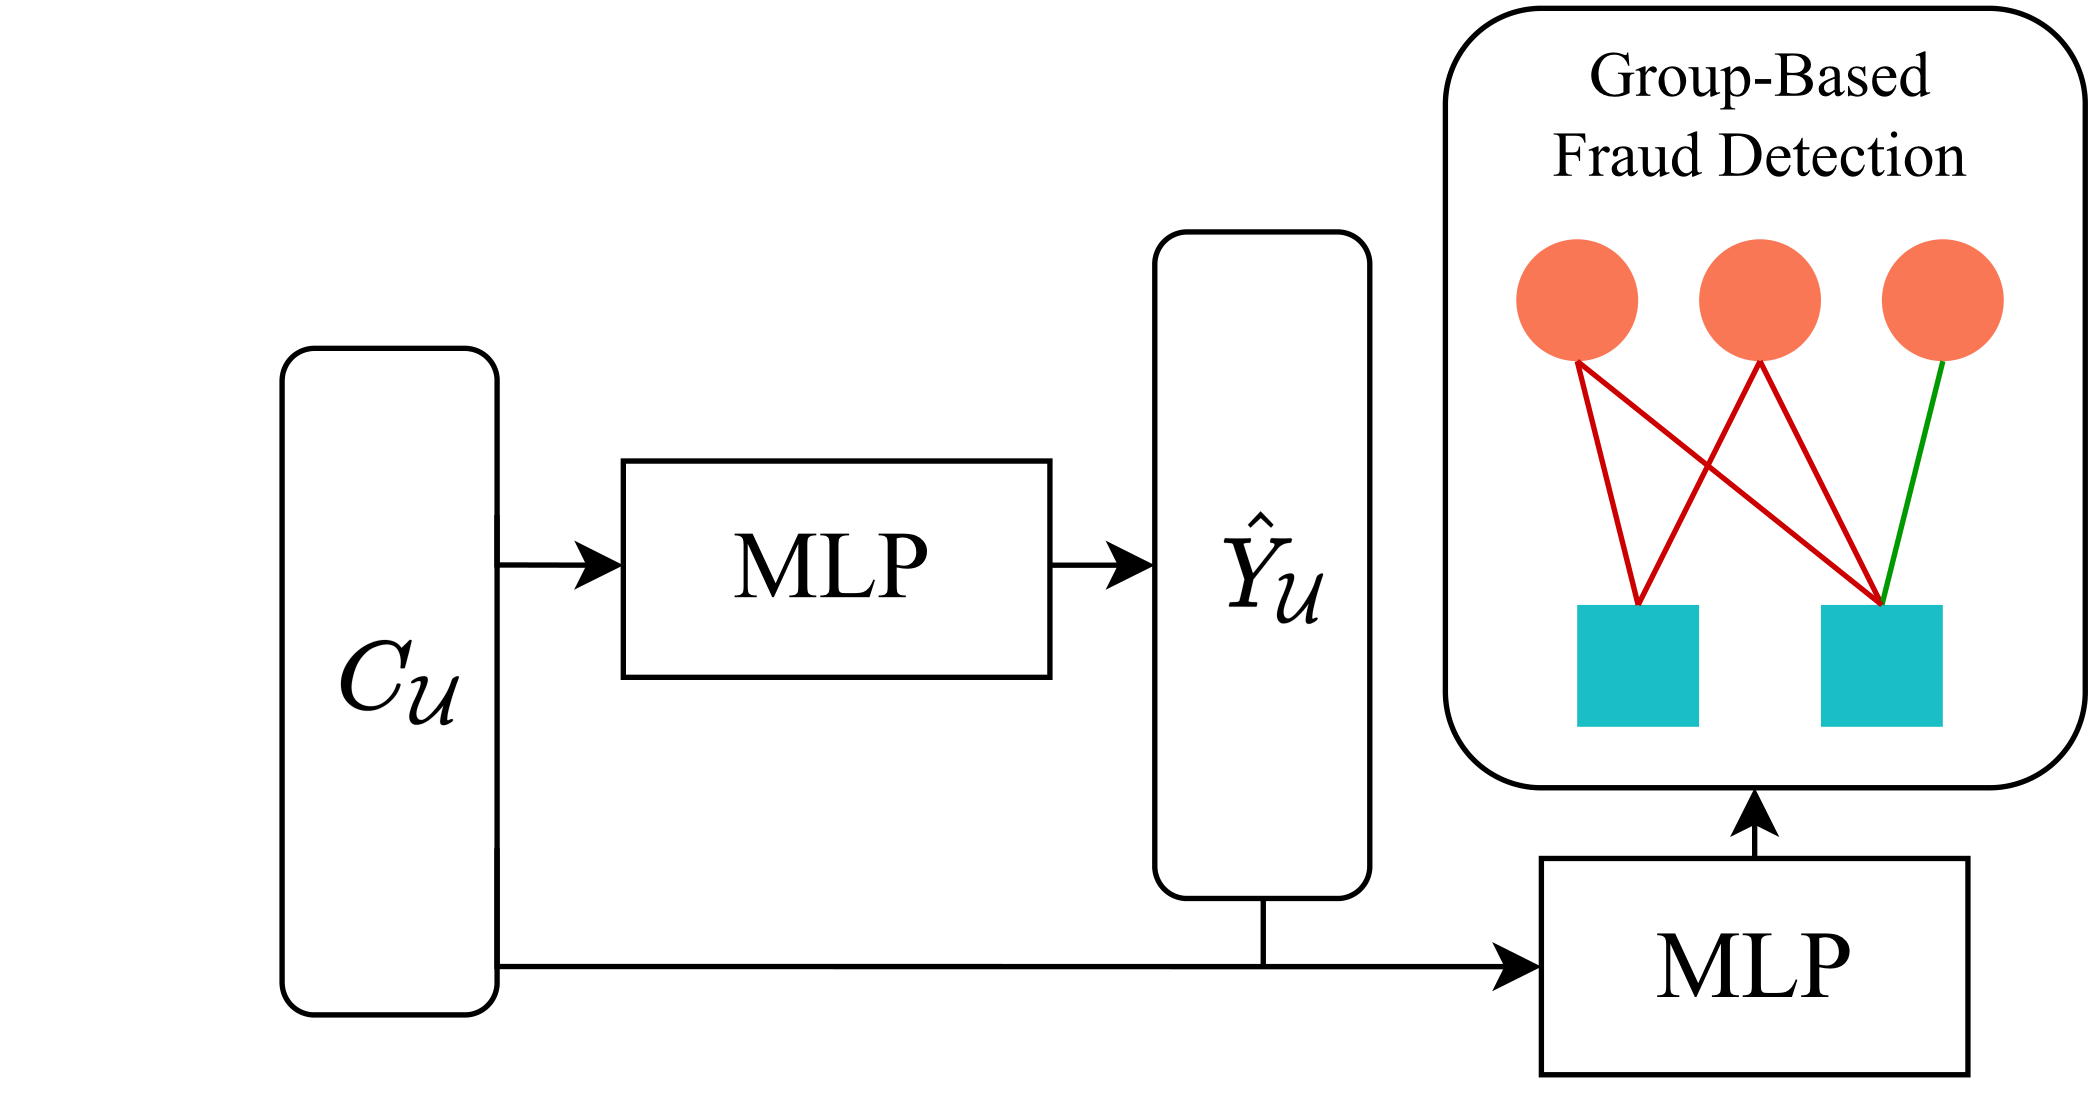 Group-Based
Fraud Detection
MLP
Ŷ𝒰
C𝒰
MLP